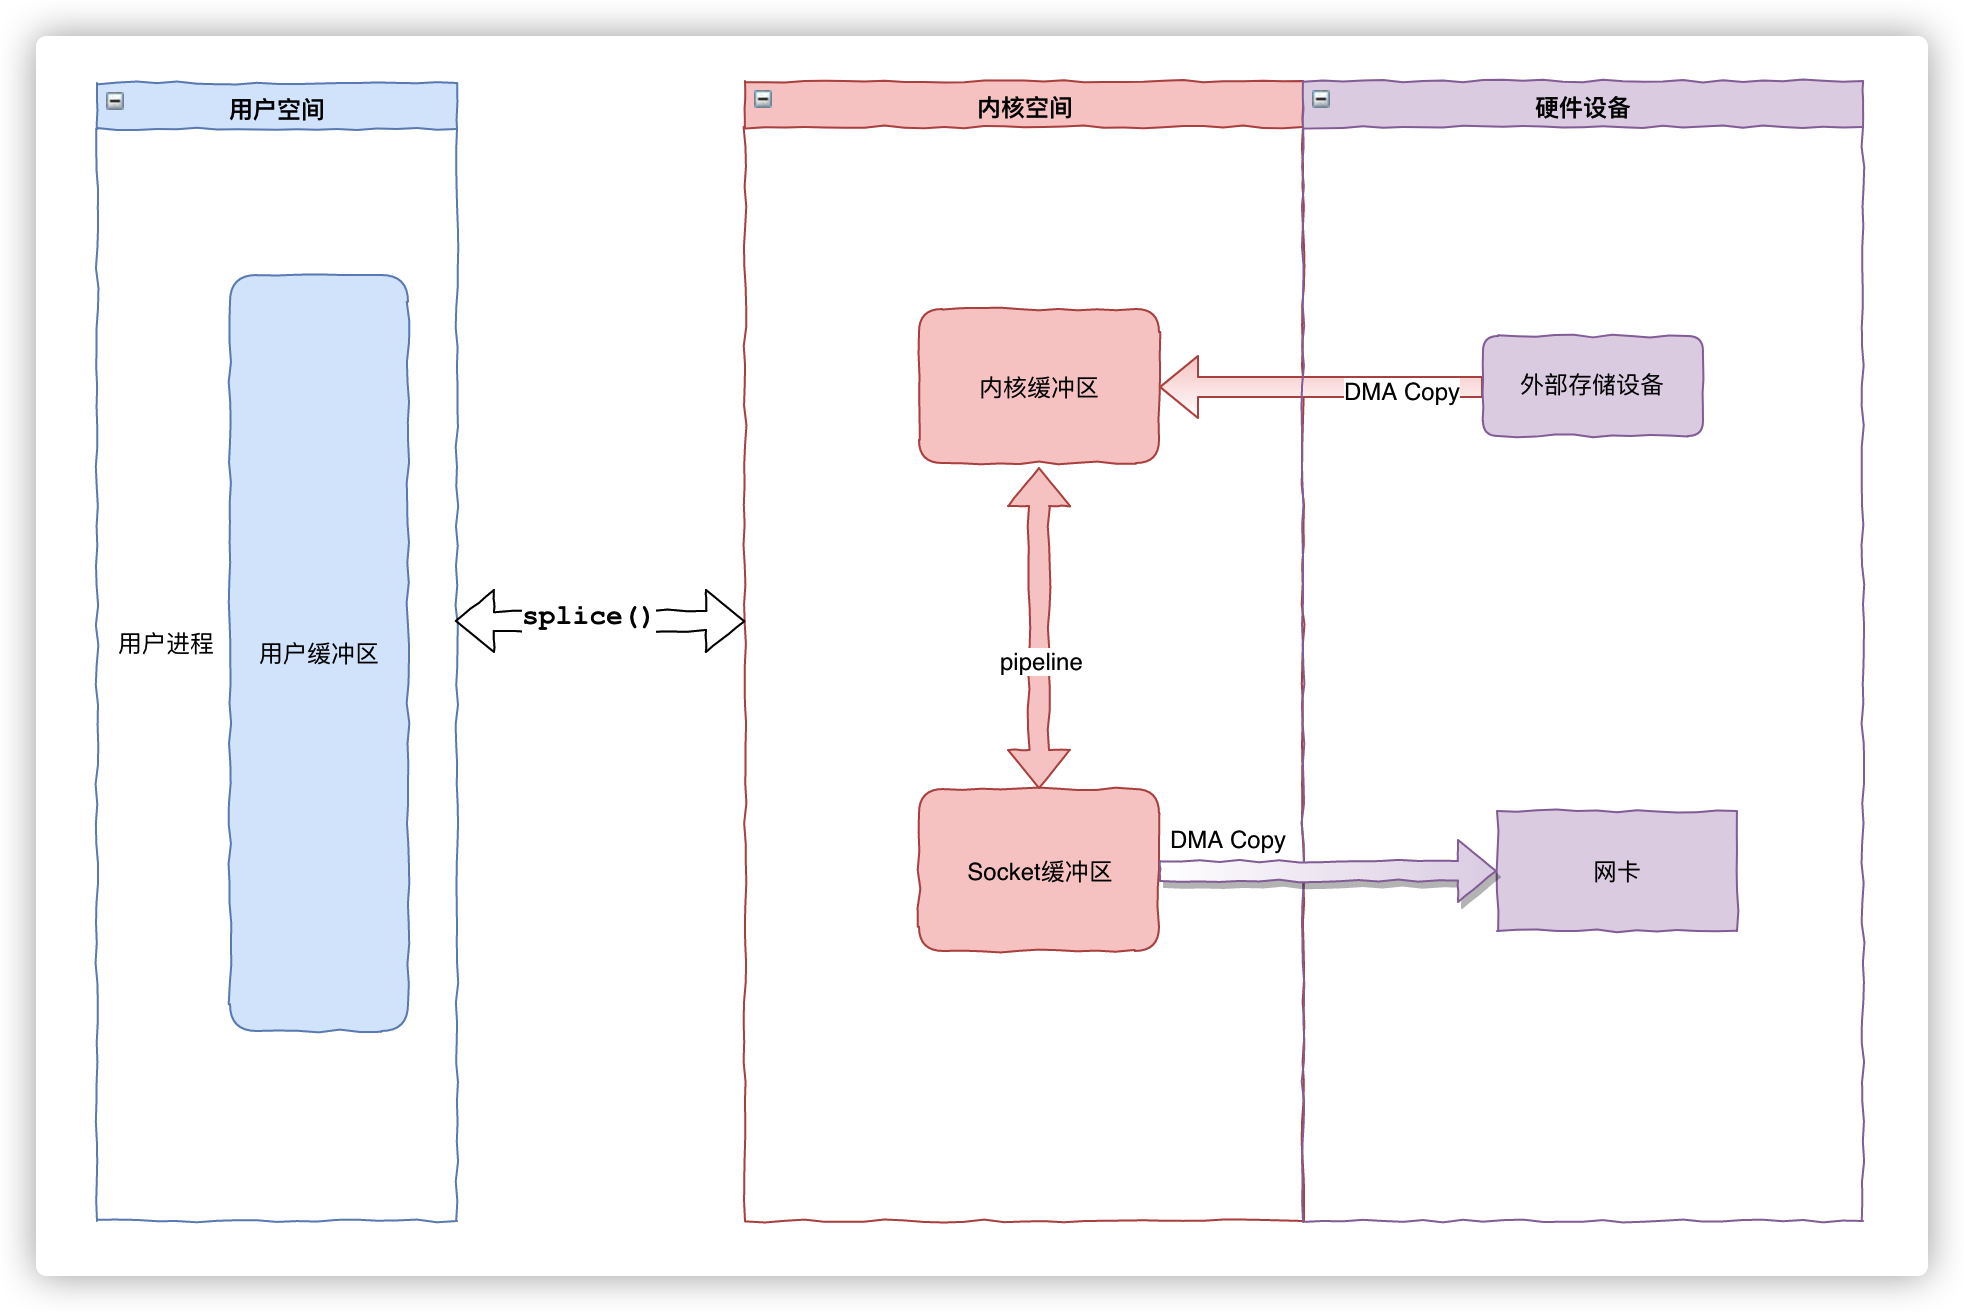 用户空间
内核空间
硬件设备
内核缓冲区
DMA Copy
外部存储设备
splice()
用户进程
用户缓冲区
pipeline
DMA Copy
Socket缓冲区
网卡